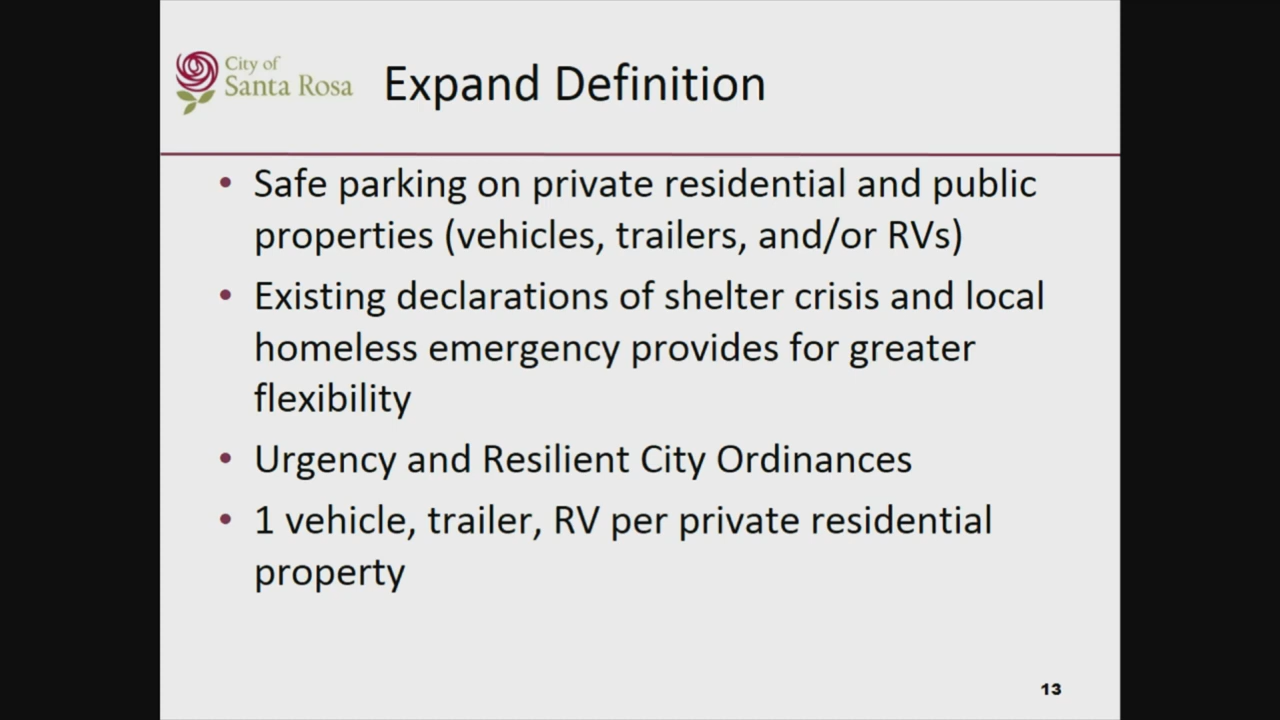 City of
Santa Rosa
Expand Definition
• Safe parking on private residential and public
properties (vehicles, trailers, and/or RVs)
• Existing declarations of shelter crisis and local
homeless emergency provides for greater
flexibility
• Urgency and Resilient City Ordinances
• 1 vehicle, trailer, RV per private residential
property
13